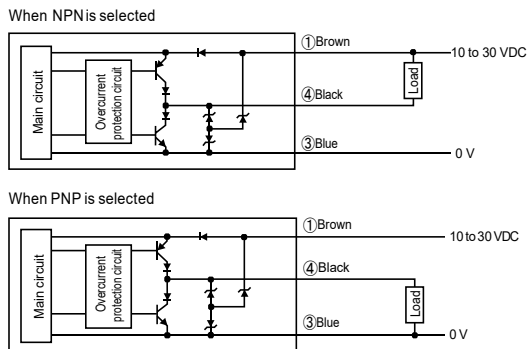 When NPN is selected
Main circuit
Overcurrent
protection circuit
①Brown
10 to 30 VDC
Load
④Black
③Blue
0 V
When PNP is selected
Main circuit
Overcurrent
protection circuit
①Brown
10 to 30 VDC
④Black
Load
③Blue
0 V